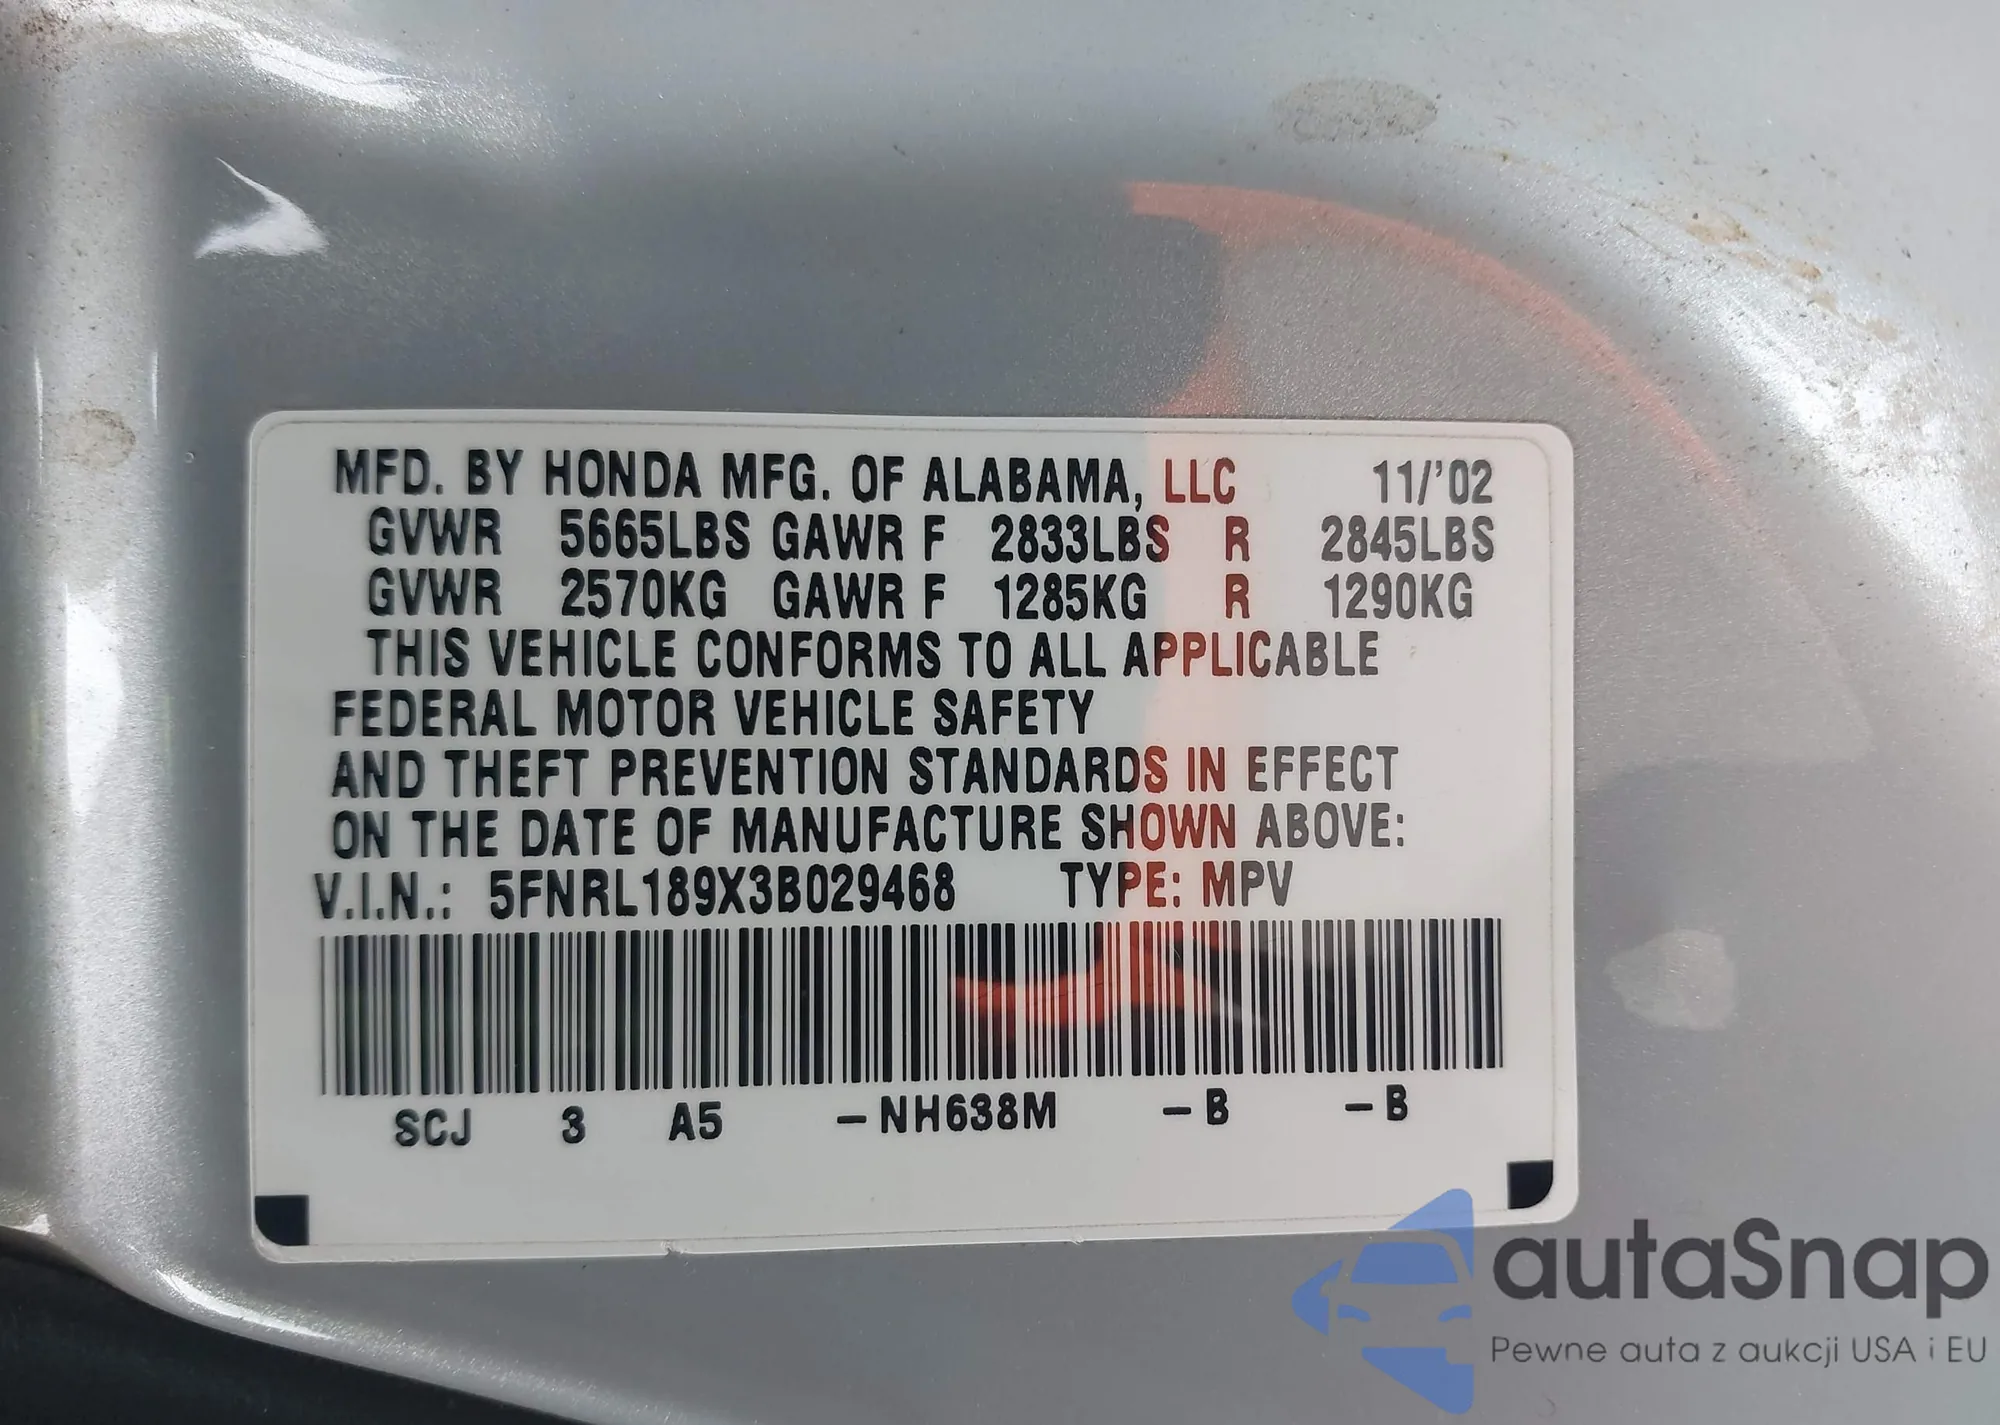 MFD. BY HONDA MFG. OF ALABAMA, LLC 11/'02
GVWR 5665LBS GAWR F 2833LBS R 2845LBS
GVWR 2570KG GAWR F 1285KG R 1290KG
THIS VEHICLE CONFORMS TO ALL APPLICABLE
FEDERAL MOTOR VEHICLE SAFETY
AND THEFT PREVENTION STANDARDS IN EFFECT
ON THE DATE OF MANUFACTURE SHOWN ABOVE:
V.I.N.: 5FNRL189X3B029468 TYPE: MPV
SCJ 3 A5 –NH638M –B –B
autaSnap
Pewne auta z aukcji USA i EU